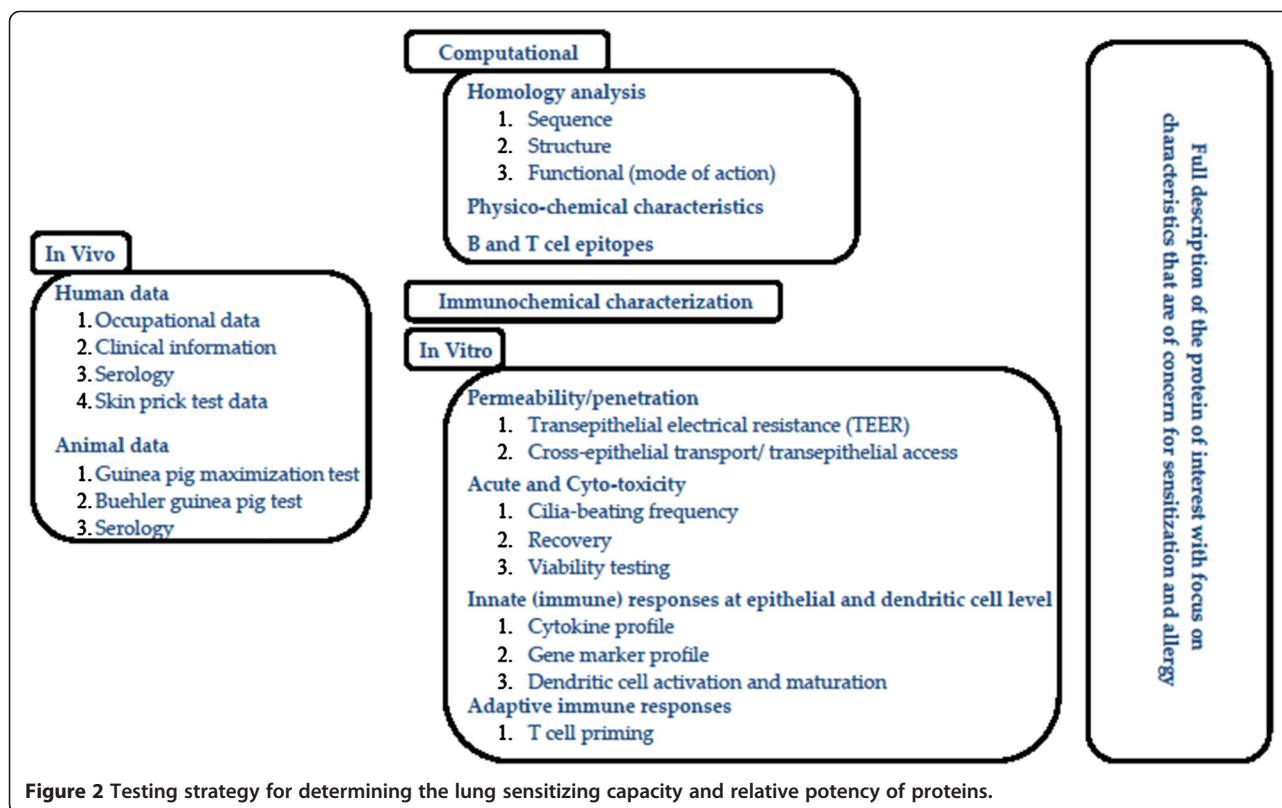 Computational
Homology analysis
1. Sequence
2. Structure
3. Functional (mode of action)
Physico-chemical characteristics
B and T cel epitopes
In Vivo
Human data
1. Occupational data
2. Clinical information
3. Serology
4. Skin prick test data
Animal data
1. Guinea pig maximization test
2. Buehler guinea pig test
3. Serology
Immunochemical characterization
In Vitro
Permeability/penetration
1. Transepithelial electrical resistance (TEER)
2. Cross-epithelial transport/ transepithelial access
Acute and Cyto-toxicity
1. Cilia-beating frequency
2. Recovery
3. Viability testing
Innate (immune) responses at epithelial and dendritic cell level
1. Cytokine profile
2. Gene marker profile
3. Dendritic cell activation and maturation
Adaptive immune responses
1. T cell priming
Full description of the protein of interest with focus on
characteristics that are of concern for sensitization and allergy
Figure 2 Testing strategy for determining the lung sensitizing capacity and relative potency of proteins.